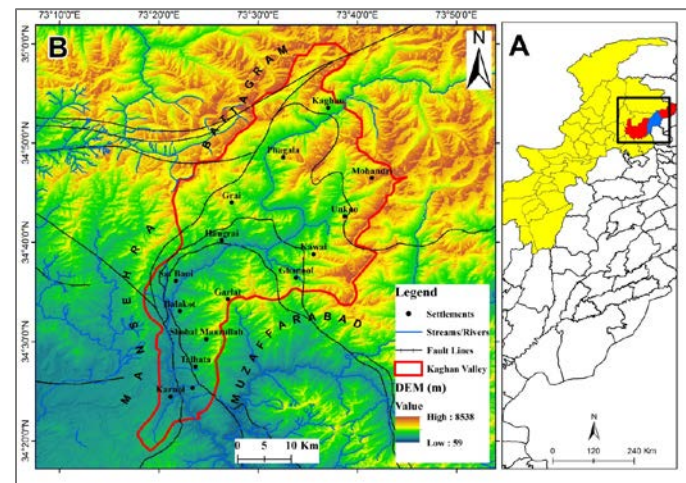 73°10'0"E 73°20'0"E 73°30'0"E 73°40'0"E 73°50'0"E
B
N
A
35°0'0"N
34°50'0"N
34°40'0"N
34°30'0"N
34°20'0"N
BATTAGRAM
Kaghan
Phagala
Mohandri
Grai
Hangrai
Kawai
Ghanool
Sat Bani
Garlat
Balakot
Shohal Mazullah
Talhata
Karnol
MANSEHRA
MUZAFFARABAD
Legend
Settlements
Streams/Rivers
Fault Lines
Kaghan Valley
DEM (m)
Value
High : 8538
Low : 59
0 5 10 Km
N
0 120 240 Km